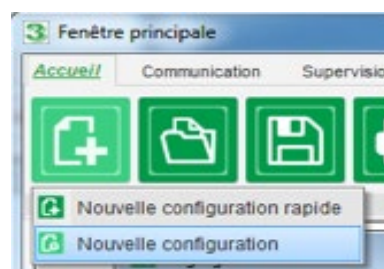 Fenêtre principale
Accueil Communication Supervisio
Nouvelle configuration rapide
Nouvelle configuration